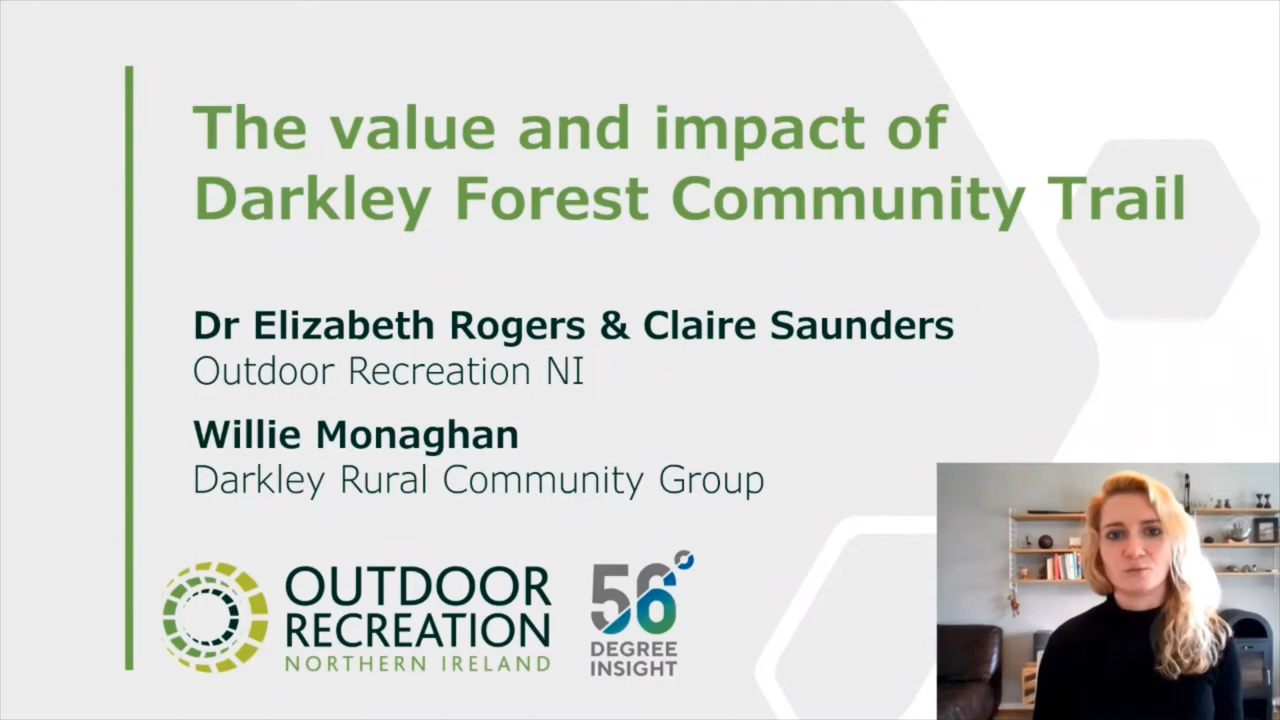 The value and impact of
Darkley Forest Community Trail
Dr Elizabeth Rogers & Claire Saunders
Outdoor Recreation NI
Willie Monaghan
Darkley Rural Community Group
OUTDOOR
RECREATION
NORTHERN IRELAND
56°
DEGREE
INSIGHT